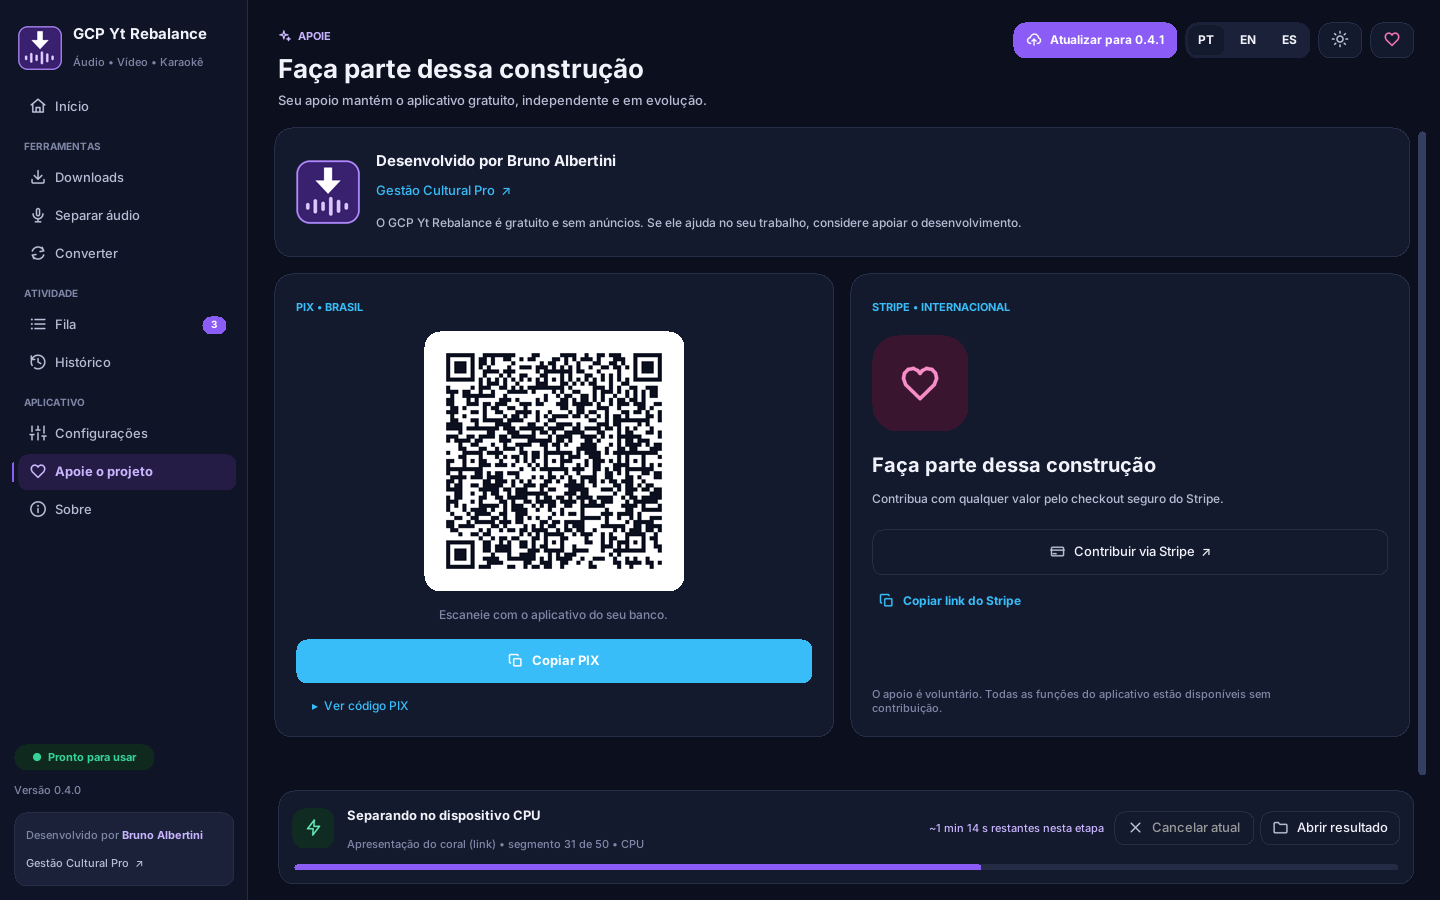 GCP Yt Rebalance
Áudio • Vídeo • Karaokê
Início
FERRAMENTAS
Downloads
Separar áudio
Converter
ATIVIDADE
Fila
3
Histórico
APLICATIVO
Configurações
Apoie o projeto
Sobre
Pronto para usar
Versão 0.4.0
Desenvolvido por Bruno Albertini
Gestão Cultural Pro ↗
APOIE
Faça parte dessa construção
Seu apoio mantém o aplicativo gratuito, independente e em evolução.
Atualizar para 0.4.1
PT EN ES
Desenvolvido por Bruno Albertini
Gestão Cultural Pro ↗
O GCP Yt Rebalance é gratuito e sem anúncios. Se ele ajuda no seu trabalho, considere apoiar o desenvolvimento.
PIX • BRASIL
Escaneie com o aplicativo do seu banco.
Copiar PIX
▸ Ver código PIX
STRIPE • INTERNACIONAL
Faça parte dessa construção
Contribua com qualquer valor pelo checkout seguro do Stripe.
Contribuir via Stripe ↗
Copiar link do Stripe
O apoio é voluntário. Todas as funções do aplicativo estão disponíveis sem
contribuição.
Separando no dispositivo CPU
Apresentação do coral (link) • segmento 31 de 50 • CPU
~1 min 14 s restantes nesta etapa
Cancelar atual
Abrir resultado